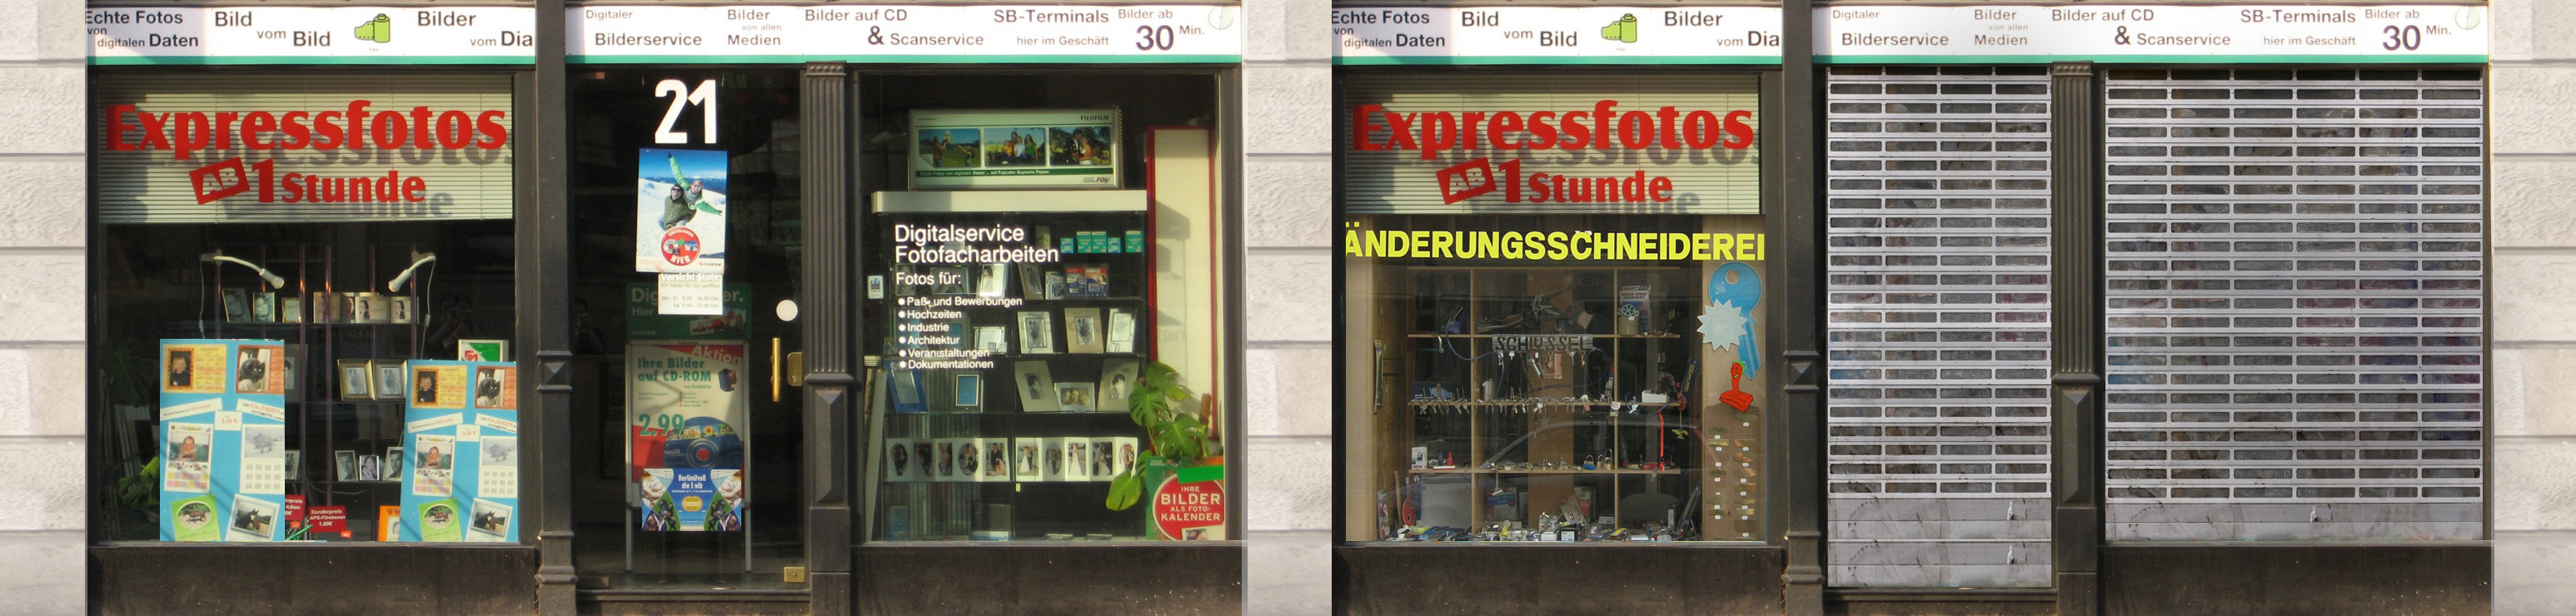 Echte Fotos
von
digitalen Daten
Bild
vom Bild
Bilder
vom Dia
Digitaler
Bilderservice
Bilder
von allen
Medien
Bilder auf CD
& Scanservice
SB-Terminals
hier im Geschäft
Bilder ab
30 Min.
Expressfotos
AB 1 Stunde
21
HIER
Aktion
Ihre Bilder
auf CD-ROM
2.99
FUJIFILM
Digitalservice
Fotofacharbeiten
Fotos für:
Paß-und Bewerbungen
Hochzeiten
Industrie
Architektur
Veranstaltungen
Dokumentationen
IHRE
BILDER
ALS FOTO-
KALENDER
Echte Fotos
von
digitalen Daten
Bild
vom Bild
Bilder
vom Dia
Digitaler
Bilderservice
Bilder
von allen
Medien
Bilder auf CD
& Scanservice
SB-Terminals
hier im Geschäft
Bilder ab
30 Min.
Expressfotos
AB 1 Stunde
ÄNDERUNGSSCHNEIDEREI
SCHLÜSSEL